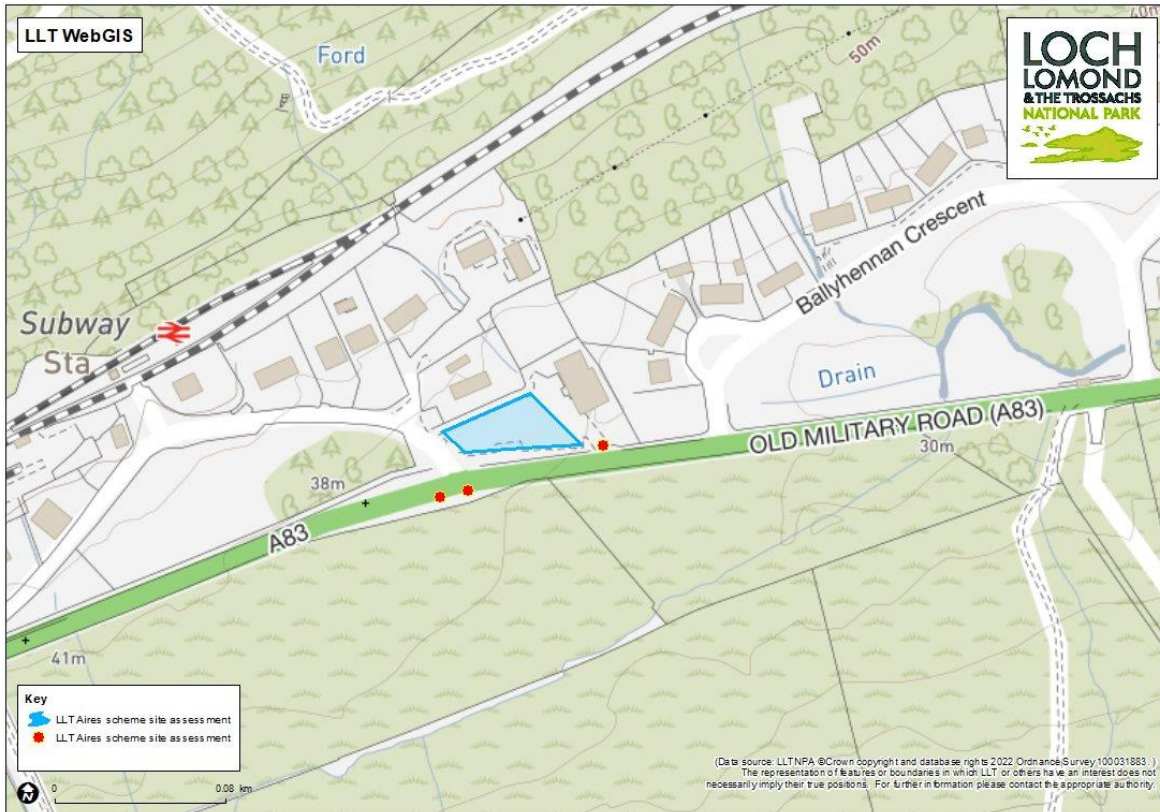 LLT WebGIS
Ford
40m
50m
LOCH
LOMOND
& THE TROSSACHS
NATIONAL PARK
Ballyhennan Crescent
Subway
Sta
Drain
OLD MILITARY ROAD (A83)
30m
38m
A83
41m
Key
LLT Aires scheme site assessment
LLT Aires scheme site assessment
N
0
0.08 km
(Data source: LLTNPA ©Crown copyright and database rights 2022 Ordnance Survey 100031883. )
The representation of features or boundaries in which LLT or others have an interest does not
necessarily imply their true positions. For further information please contact the appropriate authority.